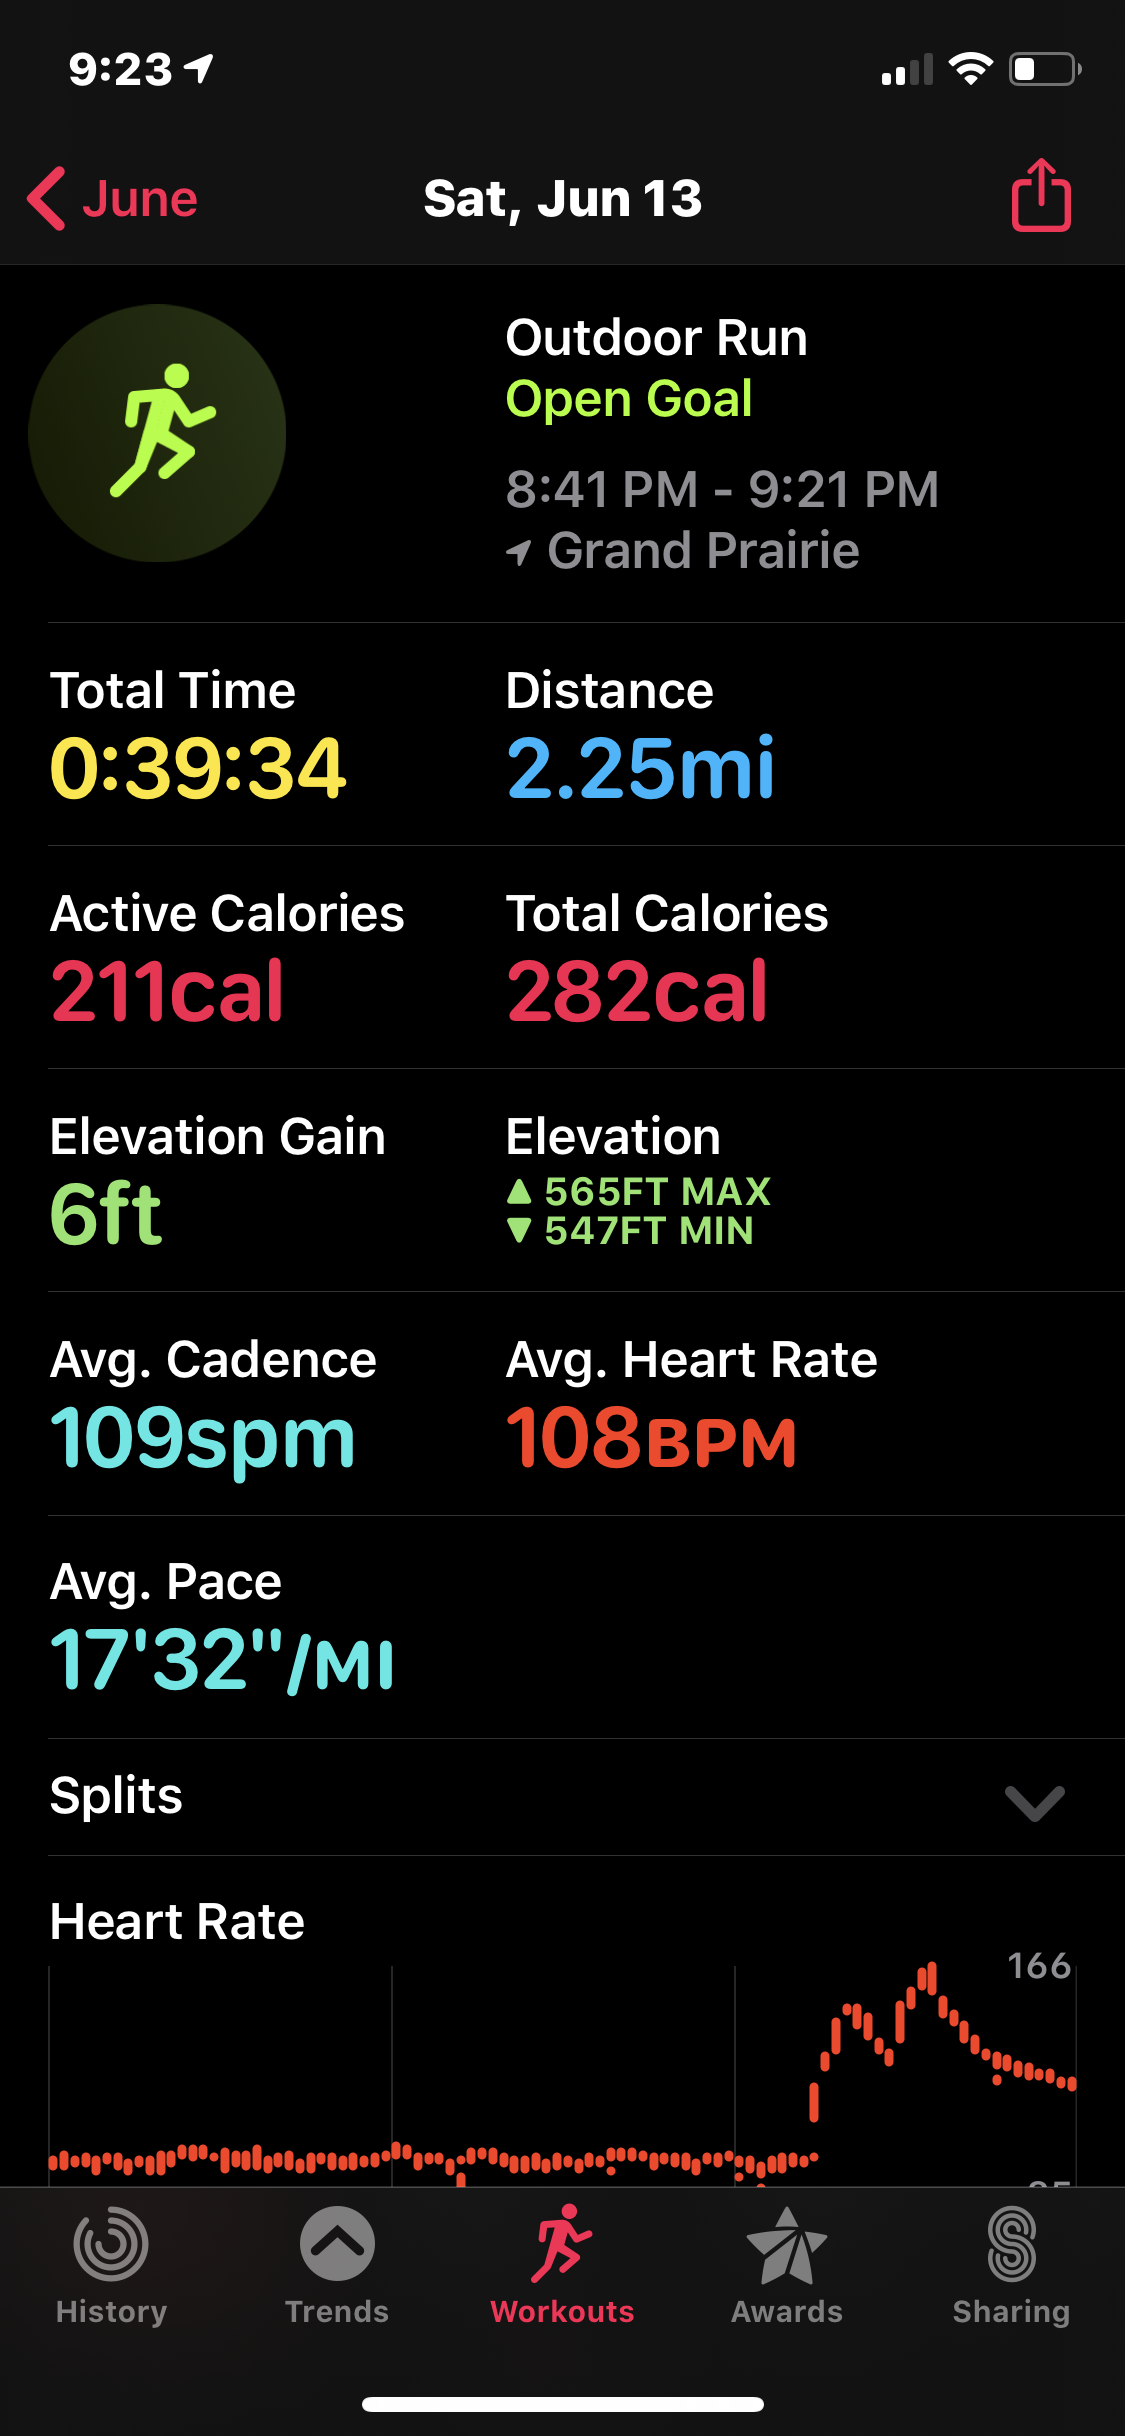 9:23
June
Sat, Jun 13
Outdoor Run
Open Goal
8:41 PM - 9:21 PM
Grand Prairie
Total Time
Distance
0:39:34
2.25mi
Active Calories
Total Calories
211cal
282cal
Elevation Gain
Elevation
6ft
▲ 565FT MAX
▼ 547FT MIN
Avg. Cadence
Avg. Heart Rate
109spm
108BPM
Avg. Pace
17'32"/MI
Splits
Heart Rate
166
History
Trends
Workouts
Awards
Sharing